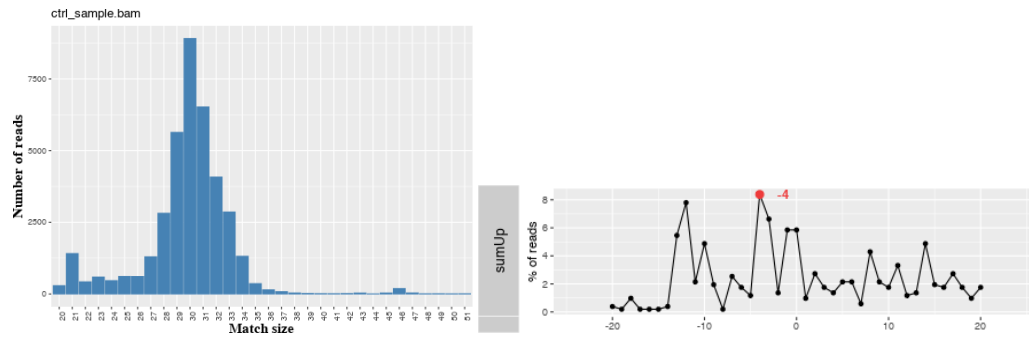 ctrl_sample.bam
Number of reads
7500
5000
2500
0
20 21 22 23 24 25 26 27 28 29 30 31 32 33 34 35 36 37 38 39 40 41 42 43 44 45 46 47 48 49 50 51
Match size
sumUp
% of reads
8
6
4
2
0
-4
-20 -10 0 10 20